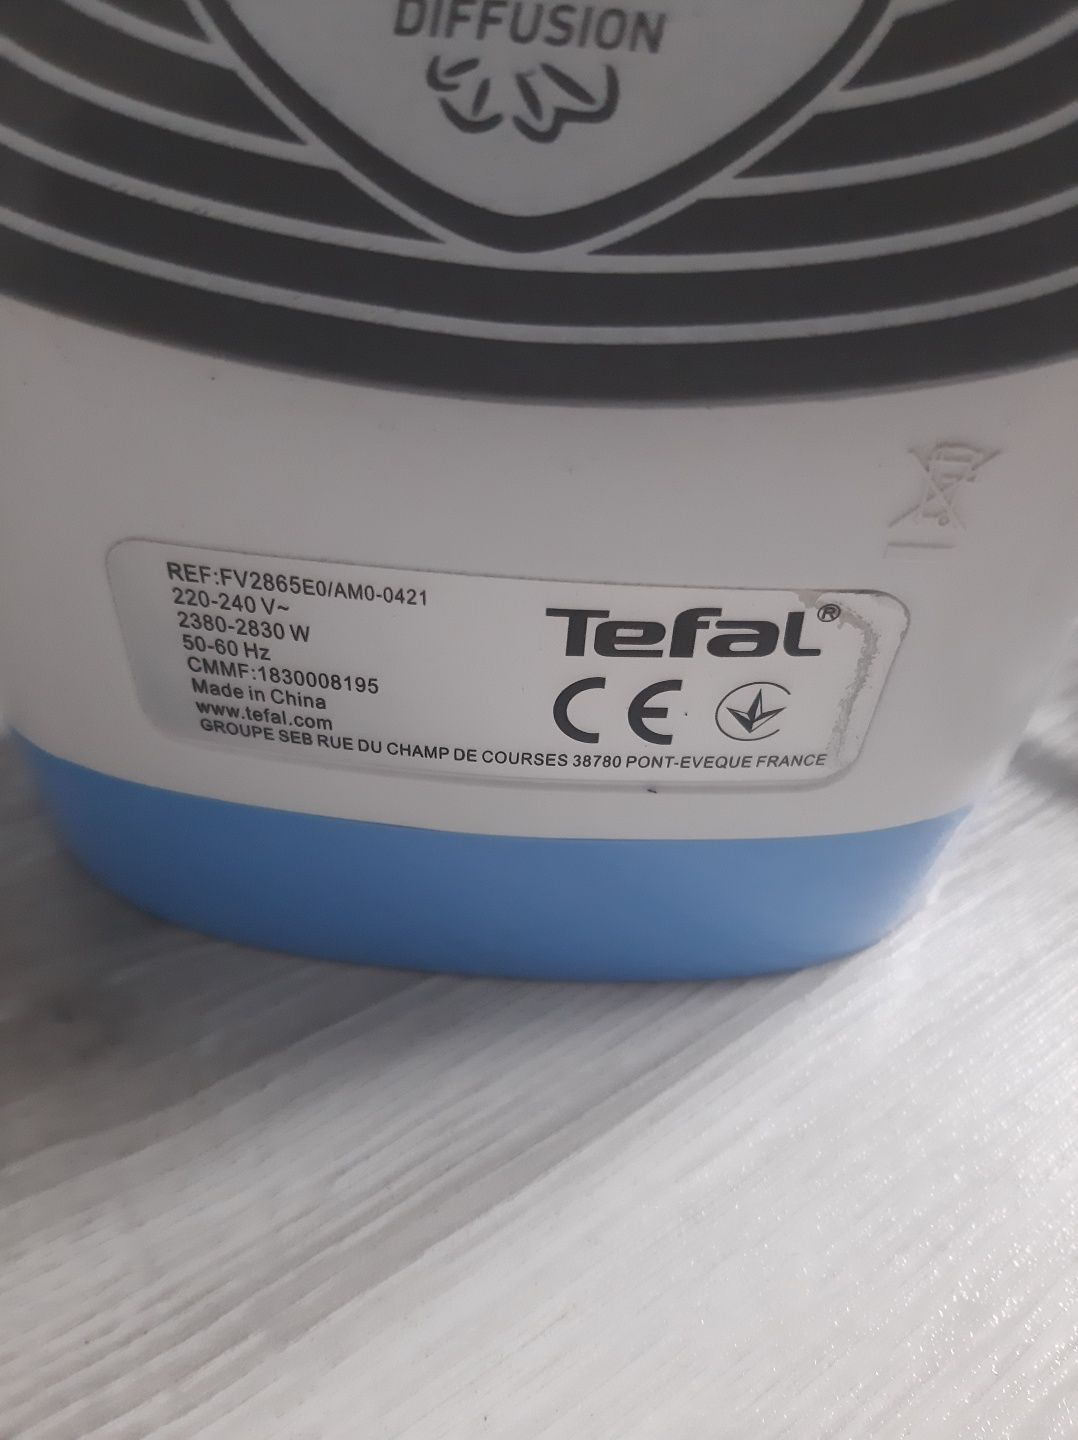 DIFFUSION
REF:FV2865E0/AM0-0421
220-240 V~
2380-2830 W
50-60 Hz
CMMF:1830008195
Made in China
www.tefal.com
GROUPE SEB RUE DU CHAMP DE COURSES 38780 PONT-EVEQUE FRANCE
Tefal®
CE